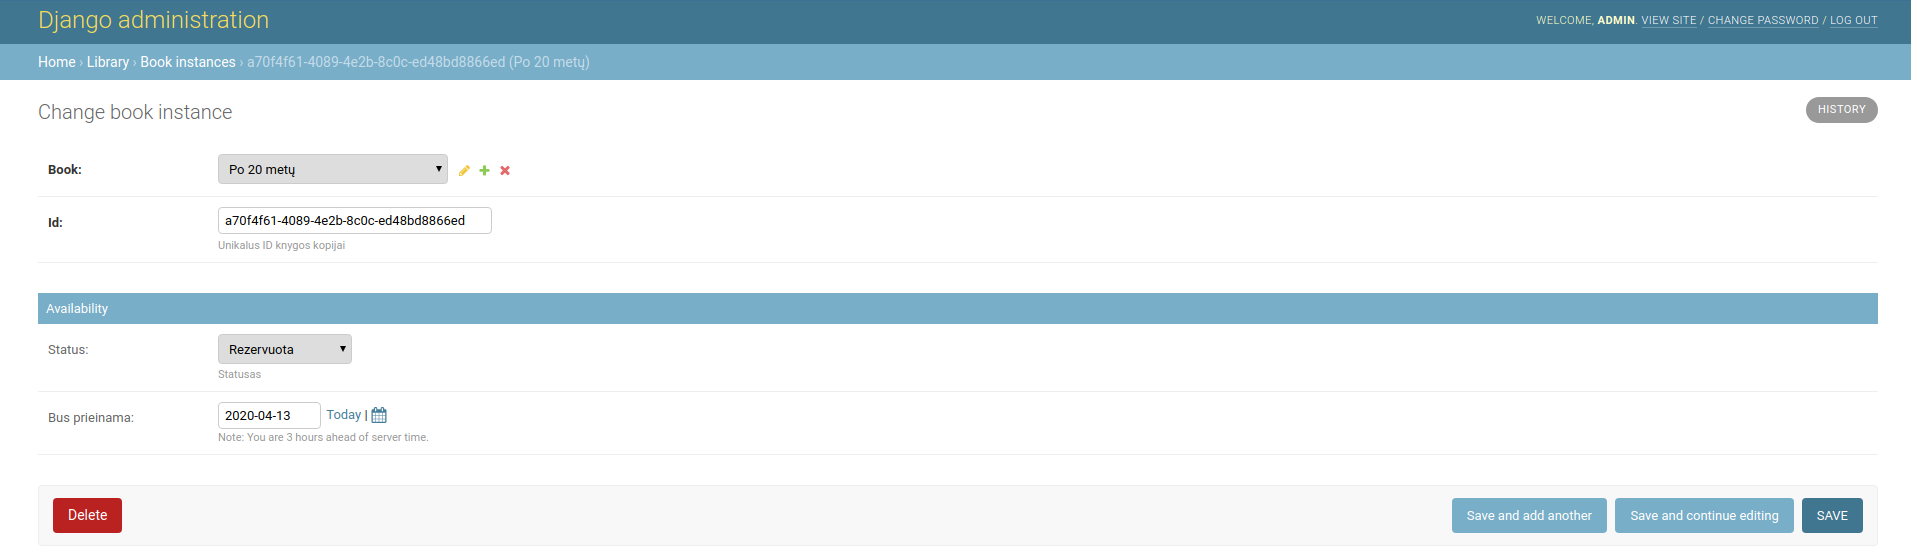 Django administration
WELCOME, ADMIN. VIEW SITE / CHANGE PASSWORD / LOG OUT
Home › Library › Book instances › a70f4f61-4089-4e2b-8c0c-ed48bd8866ed (Po 20 metų)
Change book instance
HISTORY
Book: Po 20 metų
Id: a70f4f61-4089-4e2b-8c0c-ed48bd8866ed
Unikalus ID knygos kopijai
Availability
Status: Rezervuota
Statusas
Bus prieinama: 2020-04-13 Today |
Note: You are 3 hours ahead of server time.
Delete Save and add another Save and continue editing SAVE